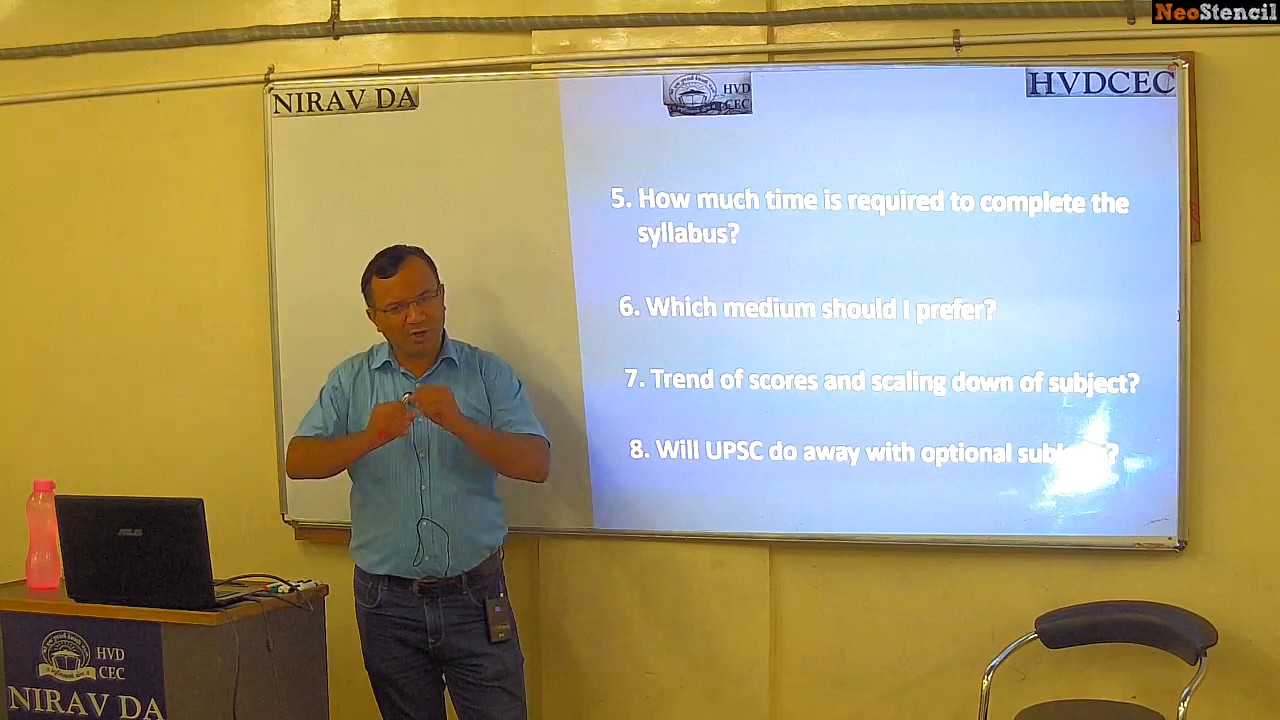 NeoStencil
NIRAV DA
HVD
CEC
HVDCEC
5. How much time is required to complete the
syllabus?
6. Which medium should I prefer?
7. Trend of scores and scaling down of subject?
8. Will UPSC do away with optional
ASUS
HVD
CEC
NIRAV DA